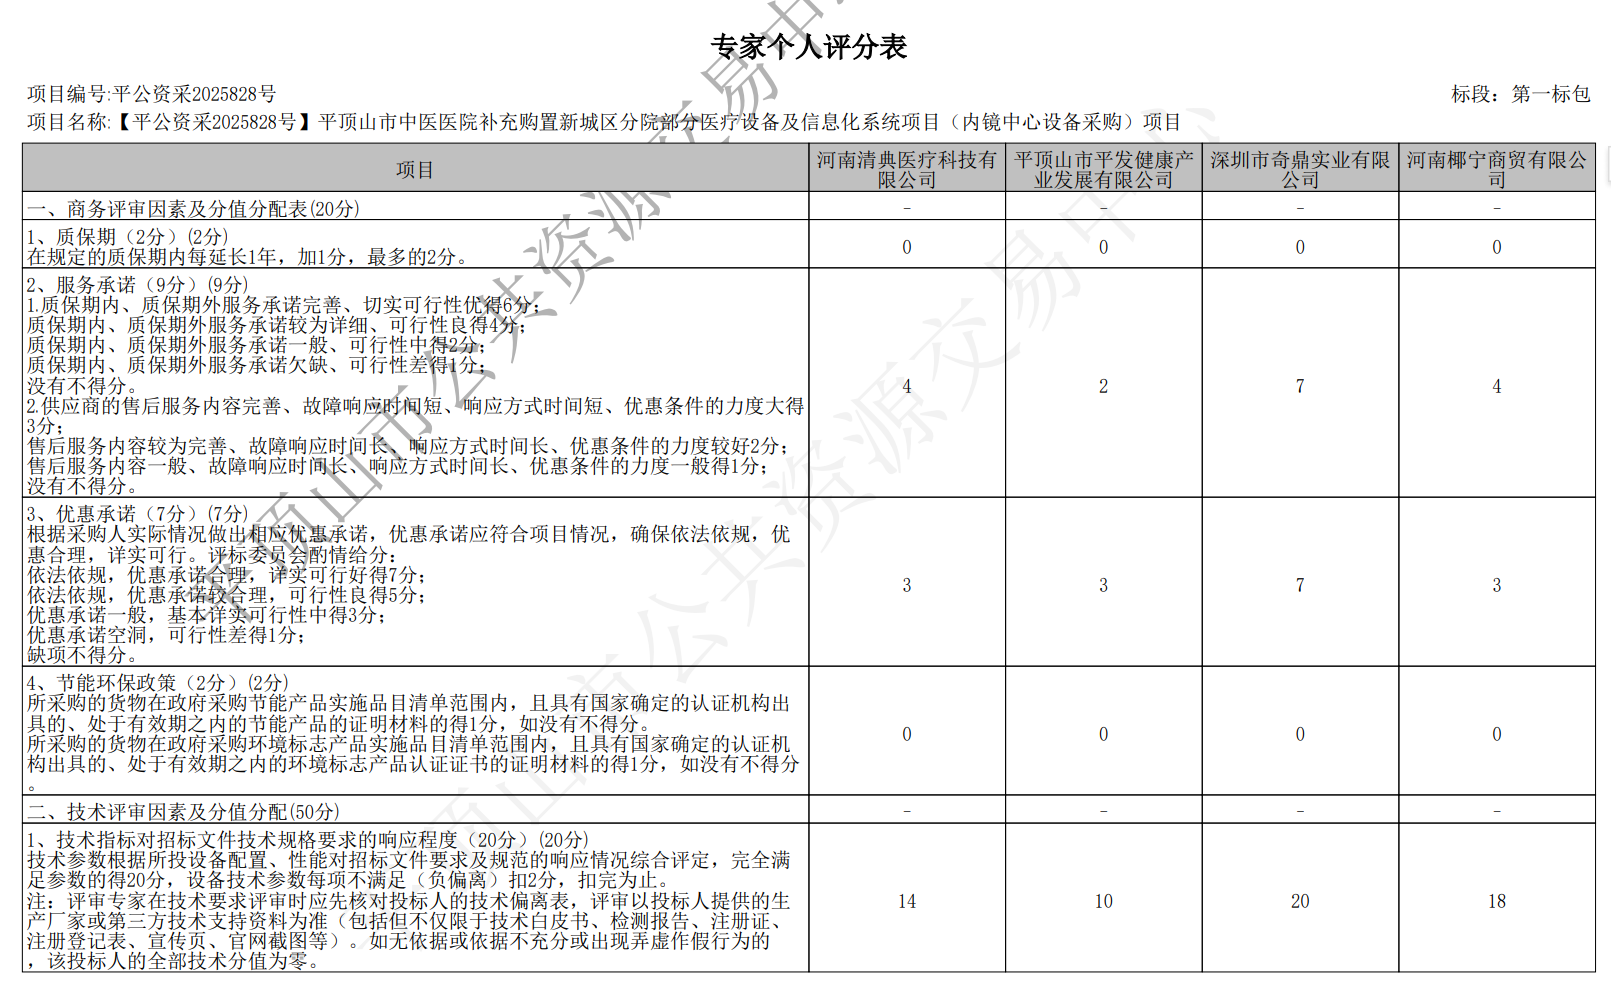 专家个人评分表
项目编号:平公资采2025828号
标段：第一标包
项目名称:【平公资采2025828号】平顶山市中医医院补充购置新城区分院部分医疗设备及信息化系统项目（内镜中心设备采购）项目
项目
河南清典医疗科技有
限公司
平顶山市平发健康产
业发展有限公司
深圳市奇鼎实业有限
公司
河南椰宁商贸有限公
司
一、商务评审因素及分值分配表(20分)
-
-
-
-
1、质保期（2分）(2分)
在规定的质保期内每延长1年，加1分，最多的2分。
0
0
0
0
2、服务承诺（9分）(9分)
1.质保期内、质保期外服务承诺完善、切实可行性优得6分；
质保期内、质保期外服务承诺较为详细、可行性良得4分；
质保期内、质保期外服务承诺一般、可行性中得2分；
质保期内、质保期外服务承诺欠缺、可行性差得1分；
没有不得分。
2.供应商的售后服务内容完善、故障响应时间短、响应方式时间短、优惠条件的力度大得
3分；
售后服务内容较为完善、故障响应时间长、响应方式时间长、优惠条件的力度较好2分；
售后服务内容一般、故障响应时间长、响应方式时间长、优惠条件的力度一般得1分；
没有不得分。
4
2
7
4
3、优惠承诺（7分）(7分)
根据采购人实际情况做出相应优惠承诺，优惠承诺应符合项目情况，确保依法依规，优
惠合理，详实可行。评标委员会酌情给分：
依法依规，优惠承诺合理，详实可行好得7分；
依法依规，优惠承诺较合理，可行性良得5分；
优惠承诺一般，基本详实可行性中得3分；
优惠承诺空洞，可行性差得1分；
缺项不得分。
3
3
7
3
4、节能环保政策（2分）(2分)
所采购的货物在政府采购节能产品实施品目清单范围内，且具有国家确定的认证机构出
具的、处于有效期之内的节能产品的证明材料的得1分，如没有不得分。
所采购的货物在政府采购环境标志产品实施品目清单范围内，且具有国家确定的认证机
构出具的、处于有效期之内的环境标志产品认证证书的证明材料的得1分，如没有不得分
。
0
0
0
0
二、技术评审因素及分值分配(50分)
-
-
-
-
1、技术指标对招标文件技术规格要求的响应程度（20分）(20分)
技术参数根据所投设备配置、性能对招标文件要求及规范的响应情况综合评定，完全满
足参数的得20分，设备技术参数每项不满足（负偏离）扣2分，扣完为止。
注：评审专家在技术要求评审时应先核对投标人的技术偏离表，评审以投标人提供的生
产厂家或第三方技术支持资料为准（包括但不仅限于技术白皮书、检测报告、注册证、
注册登记表、宣传页、官网截图等）。如无依据或依据不充分或出现弄虚作假行为的
，该投标人的全部技术分值为零。
14
10
20
18
平顶山市公共资源交易中
平顶山市公共资源交易中心